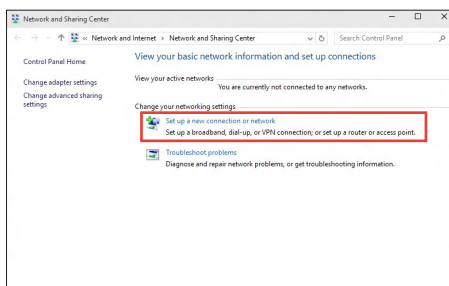 Network and Sharing Center
« Network and Internet › Network and Sharing Center
Search Control Panel
Control Panel Home
View your basic network information and set up connections
Change adapter settings
View your active networks
Change advanced sharing settings
You are currently not connected to any networks.
Change your networking settings
Set up a new connection or network
Set up a broadband, dial-up, or VPN connection; or set up a router or access point.
Troubleshoot problems
Diagnose and repair network problems, or get troubleshooting information.